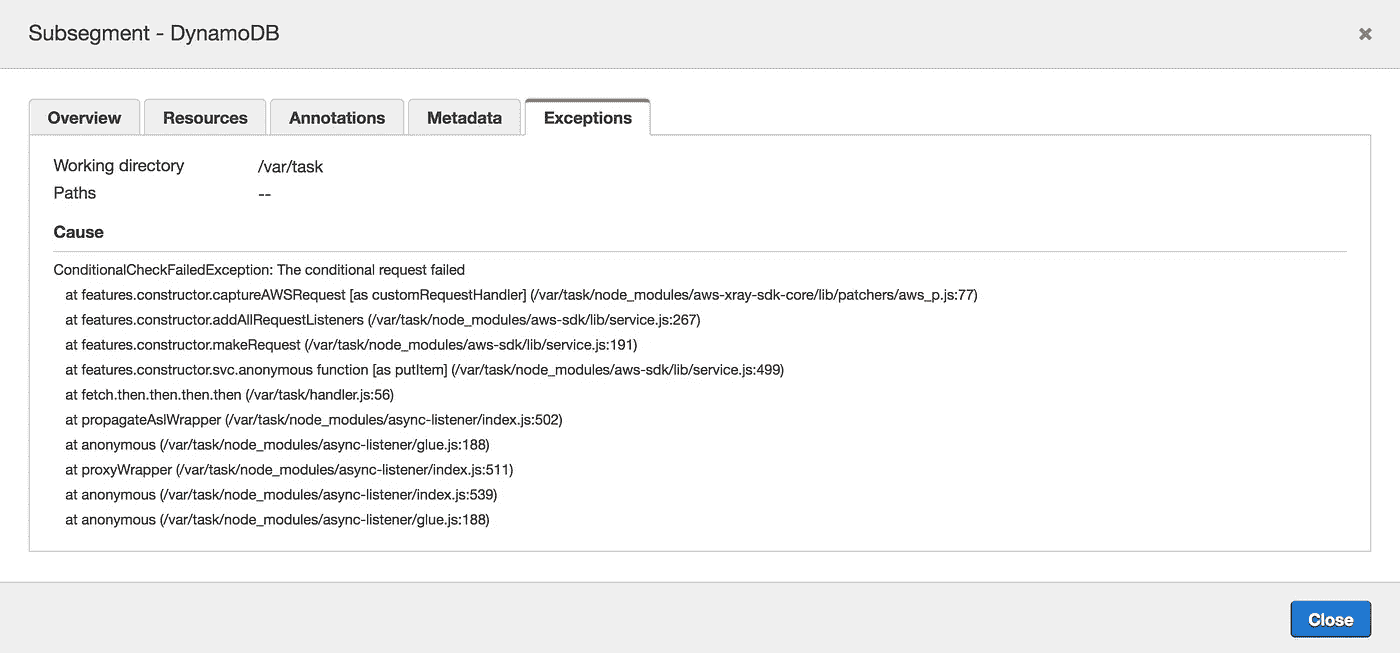 Subsegment - DynamoDB
×
Overview Resources Annotations Metadata Exceptions
Working directory /var/task
Paths --
Cause
ConditionalCheckFailedException: The conditional request failed
at features.constructor.captureAWSRequest [as customRequestHandler] (/var/task/node_modules/aws-xray-sdk-core/lib/patchers/aws_p.js:77)
at features.constructor.addAllRequestListeners (/var/task/node_modules/aws-sdk/lib/service.js:267)
at features.constructor.makeRequest (/var/task/node_modules/aws-sdk/lib/service.js:191)
at features.constructor.svc.anonymous function [as putItem] (/var/task/node_modules/aws-sdk/lib/service.js:499)
at fetch.then.then.then.then (/var/task/handler.js:56)
at propagateAslWrapper (/var/task/node_modules/async-listener/index.js:502)
at anonymous (/var/task/node_modules/async-listener/glue.js:188)
at proxyWrapper (/var/task/node_modules/async-listener/index.js:511)
at anonymous (/var/task/node_modules/async-listener/index.js:539)
at anonymous (/var/task/node_modules/async-listener/glue.js:188)
Close